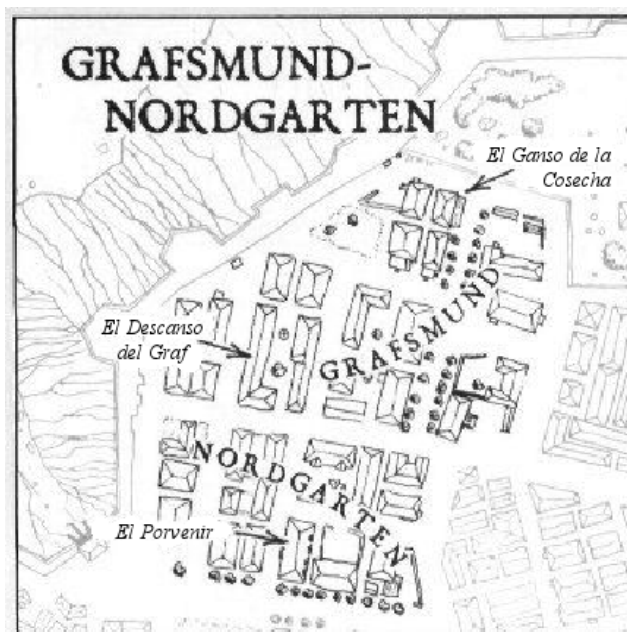 GRAFSMUND-
NORDGARTEN
El Ganso de la
Cosecha
GRAFSMUND
El Descanso
del Graf
NORDGARTEN
El Porvenir